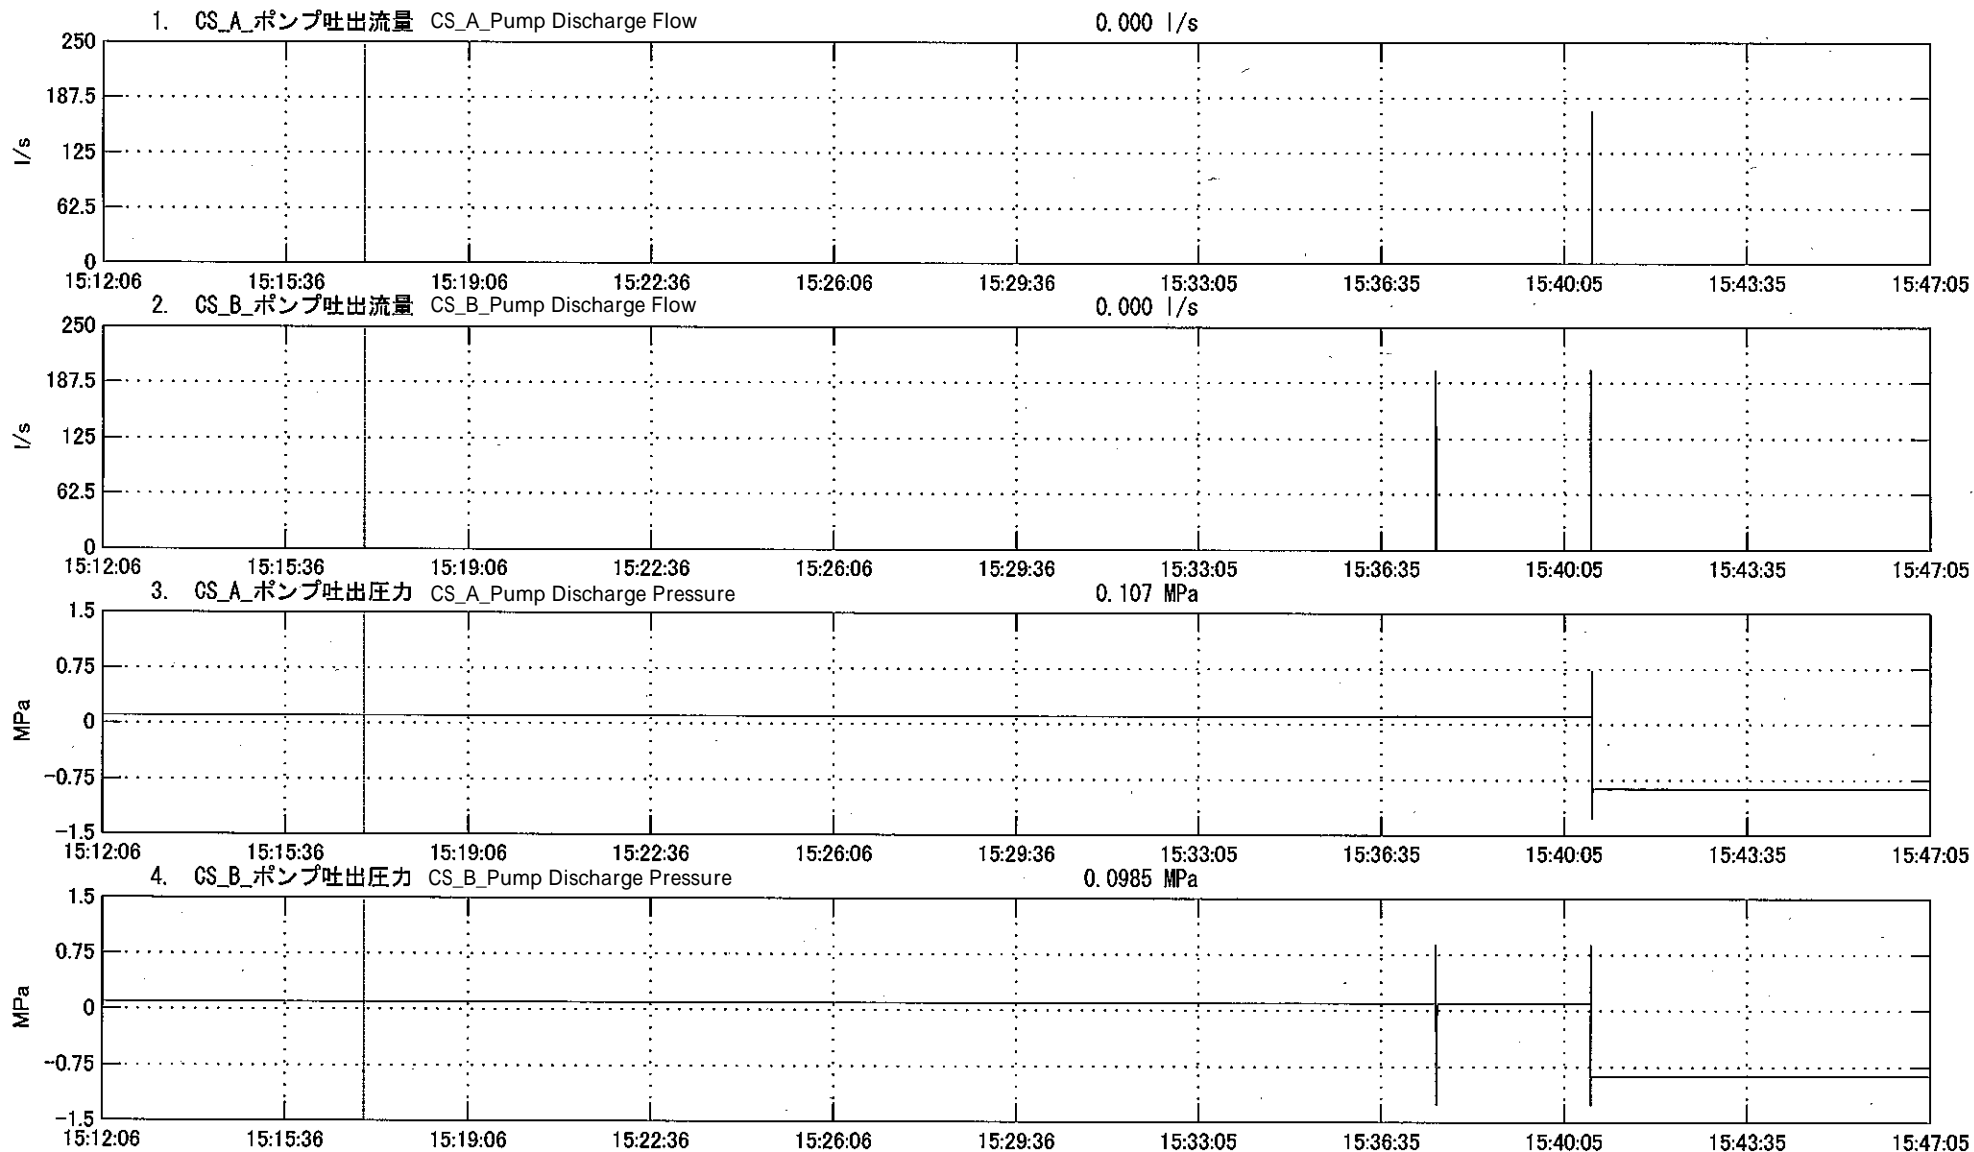 1. CS_A_ポンプ吐出流量 CS_A_Pump Discharge Flow 0.000 l/s
250
187.5
125
62.5
0
l/s
15:12:06 15:15:36 15:19:06 15:22:36 15:26:06 15:29:36 15:33:05 15:36:35 15:40:05 15:43:35 15:47:05
2. CS_B_ポンプ吐出流量 CS_B_Pump Discharge Flow 0.000 l/s
250
187.5
125
62.5
0
l/s
15:12:06 15:15:36 15:19:06 15:22:36 15:26:06 15:29:36 15:33:05 15:36:35 15:40:05 15:43:35 15:47:05
3. CS_A_ポンプ吐出圧力 CS_A_Pump Discharge Pressure 0.107 MPa
1.5
0.75
0
-0.75
-1.5
MPa
15:12:06 15:15:36 15:19:06 15:22:36 15:26:06 15:29:36 15:33:05 15:36:35 15:40:05 15:43:35 15:47:05
4. CS_B_ポンプ吐出圧力 CS_B_Pump Discharge Pressure 0.0985 MPa
1.5
0.75
0
-0.75
-1.5
MPa
15:12:06 15:15:36 15:19:06 15:22:36 15:26:06 15:29:36 15:33:05 15:36:35 15:40:05 15:43:35 15:47:05